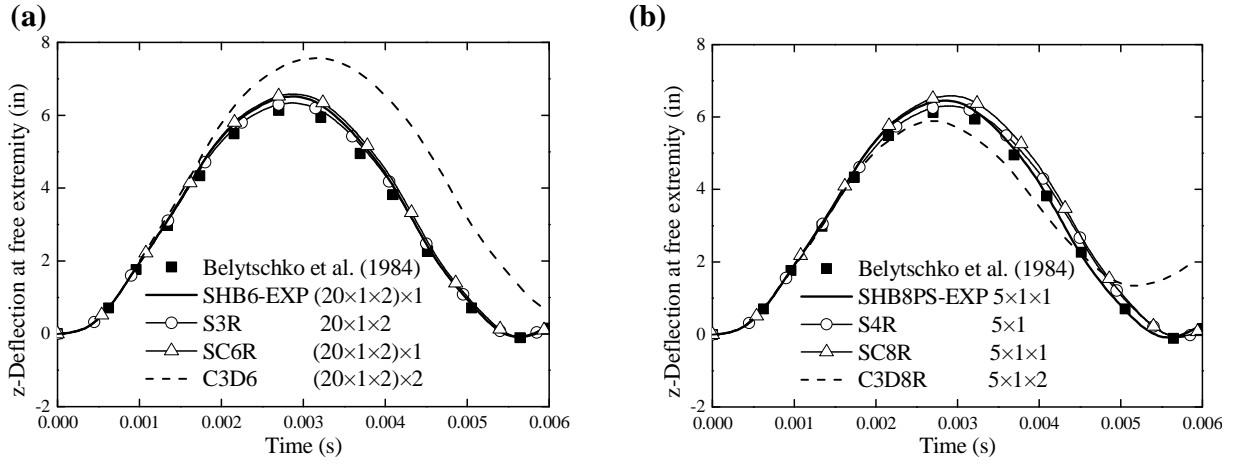 (a)
z-Deflection at free extremity (in)
8
6
4
2
0
-2
0.000 0.001 0.002 0.003 0.004 0.005 0.006
Time (s)
Belytschko et al. (1984)
SHB6-EXP (20×1×2)×1
S3R 20×1×2
SC6R (20×1×2)×1
C3D6 (20×1×2)×2
(b)
z-Deflection at free extremity (in)
8
6
4
2
0
-2
0.000 0.001 0.002 0.003 0.004 0.005 0.006
Time (s)
Belytschko et al. (1984)
SHB8PS-EXP 5×1×1
S4R 5×1
SC8R 5×1×1
C3D8R 5×1×2